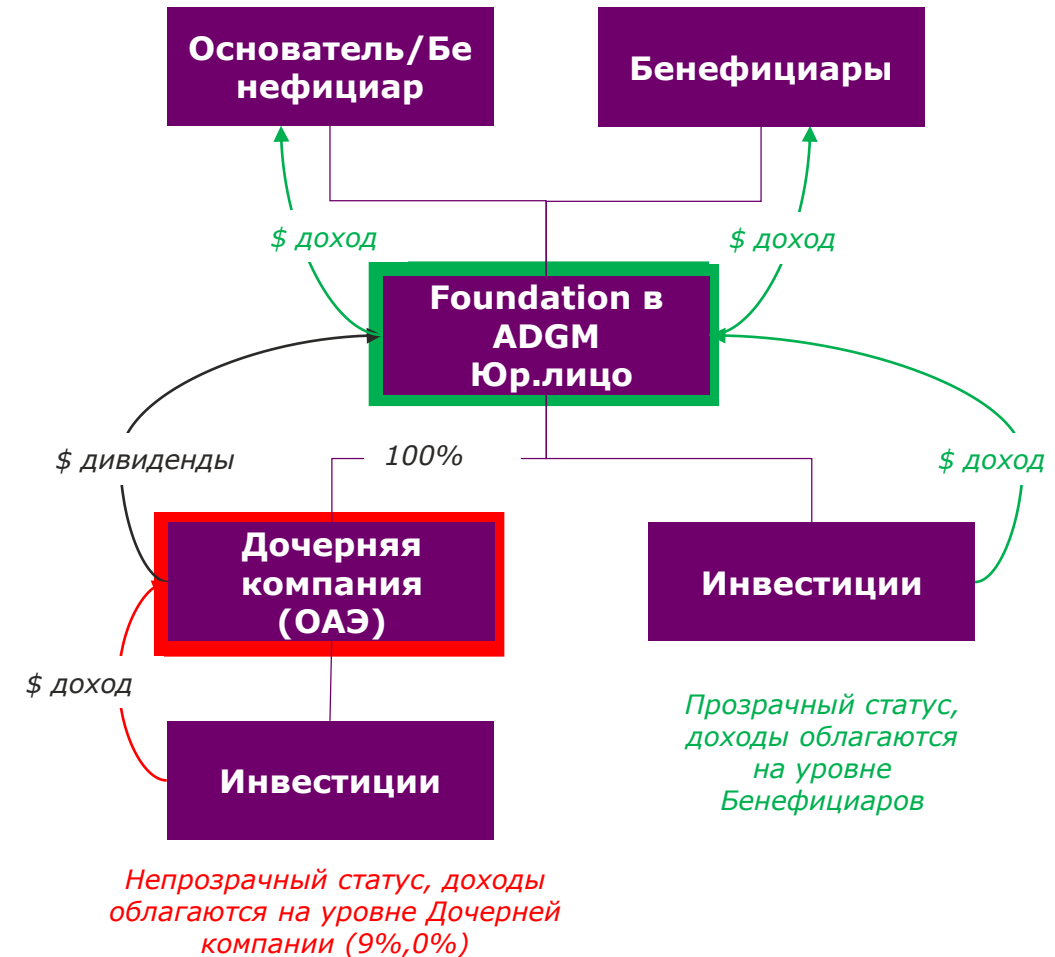 Основатель/Бе
нефициар
Бенефициары
$ доход
$ доход
Foundation в
ADGM
Юр.лицо
$ дивиденды
100%
$ доход
Дочерняя
компания
(ОАЭ)
Инвестиции
$ доход
Инвестиции
Прозрачный статус,
доходы облагаются
на уровне
Бенефициаров
Непрозрачный статус, доходы
облагаются на уровне Дочерней
компании (9%,0%)